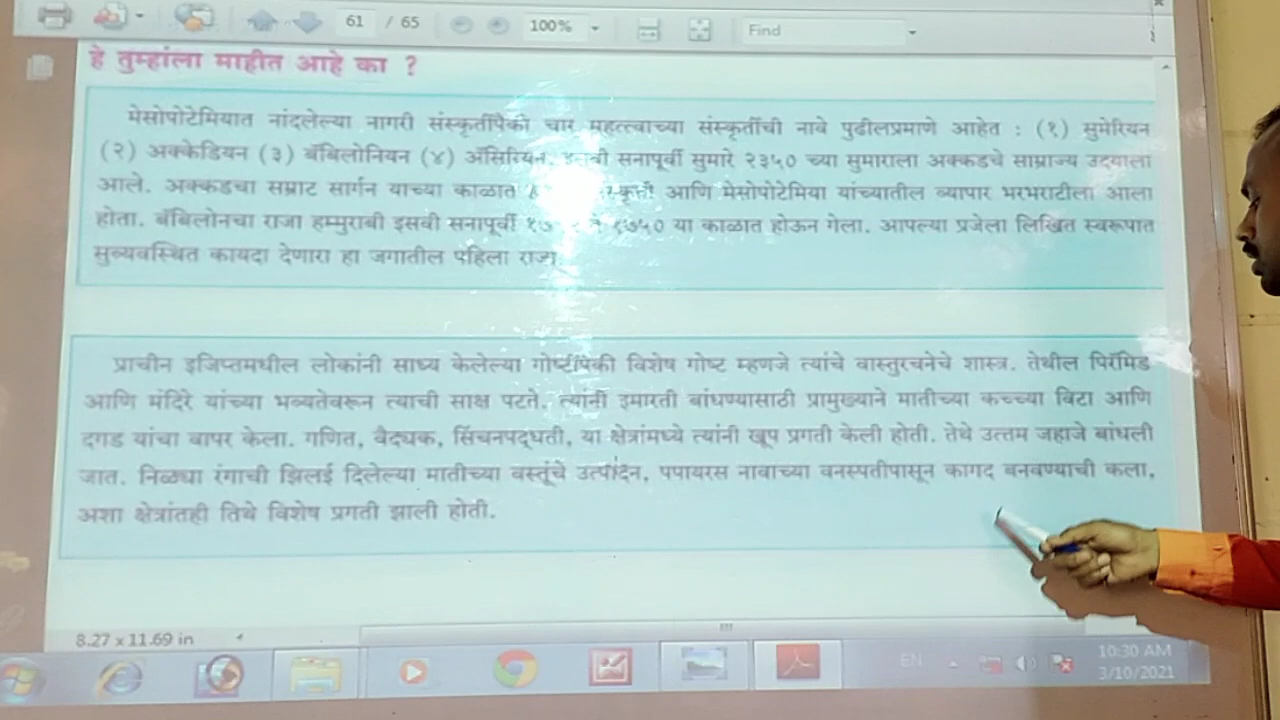 61 / 65 100% Find
हे तुम्हांला माहीत आहे का ?
मेसोपोटेमियात नांदलेल्या नागरी संस्कृतींपैकी चार महत्त्वाच्या संस्कृतींची नावे पुढीलप्रमाणे आहेत : (१) सुमेरियन
(२) अक्केडियन (३) बॅबिलोनियन (४) ॲसिरियन. इसवी सनापूर्वी सुमारे २३५० च्या सुमाराला अक्कडचे साम्राज्य उदयाला
आले. अक्कडचा सम्राट सार्गन याच्या काळात आणि मेसोपोटेमिया यांच्यातील व्यापार भरभराटीला आला
होता. बॅबिलोनचा राजा हम्मुराबी इसवी सनापूर्वी १७५० या काळात होऊन गेला. आपल्या प्रजेला लिखित स्वरूपात
सुव्यवस्थित कायदा देणारा हा जगातील पहिला राजा
प्राचीन इजिप्तमधील लोकांनी साध्य केलेल्या गोष्टींपैकी विशेष गोष्ट म्हणजे त्यांचे वास्तुरचनेचे शास्त्र. तेथील पिरॅमिड
आणि मंदिरे यांच्या भव्यतेवरून त्याची साक्ष पटते. त्यांनी इमारती बांधण्यासाठी प्रामुख्याने मातीच्या कच्च्या विटा आणि
दगड यांचा वापर केला. गणित, वैद्यक, सिंचनपद्धती, या क्षेत्रांमध्ये त्यांनी खूप प्रगती केली होती. तेथे उत्तम जहाजे बांधली
जात. निळ्या रंगाची झिलई दिलेल्या मातीच्या वस्तूंचे उत्पादन, पपायरस नावाच्या वनस्पतीपासून कागद बनवण्याची कला,
अशा क्षेत्रांतही तिथे विशेष प्रगती झाली होती.
8.27 x 11.69 in
EN 10:30 AM
3/10/2021